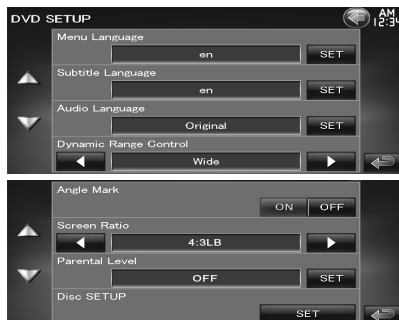 DVD SETUP
AM 12:34
Menu Language
en SET
Subtitle Language
en SET
Audio Language
Original SET
Dynamic Range Control
Wide
Angle Mark
ON OFF
Screen Ratio
4:3LB
Parental Level
OFF SET
Disc SETUP
SET